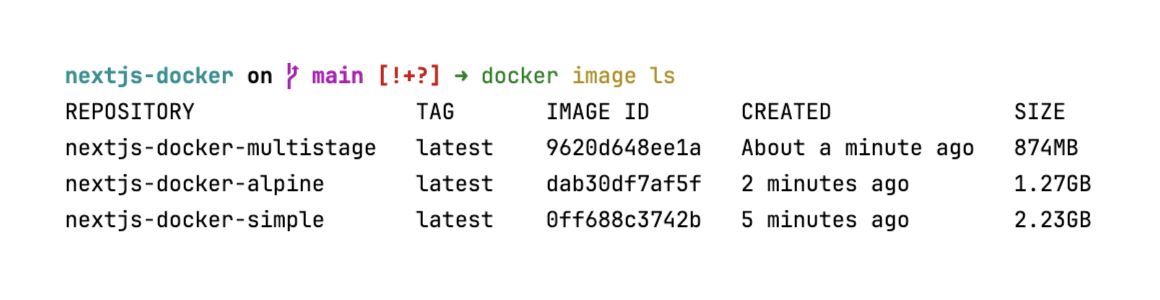 nextjs-docker on main [!+?] ➜ docker image ls
REPOSITORY TAG IMAGE ID CREATED SIZE
nextjs-docker-multistage latest 9620d648ee1a About a minute ago 874MB
nextjs-docker-alpine latest dab30df7af5f 2 minutes ago 1.27GB
nextjs-docker-simple latest 0ff688c3742b 5 minutes ago 2.23GB